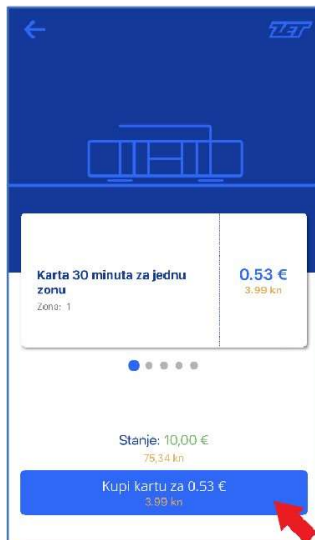 ZET
Karta 30 minuta za jednu
zonu
Zona: 1
0.53 €
3.99 kn
Stanje: 10,00 €
75,34 kn
Kupi kartu za 0.53 €
3.99 kn